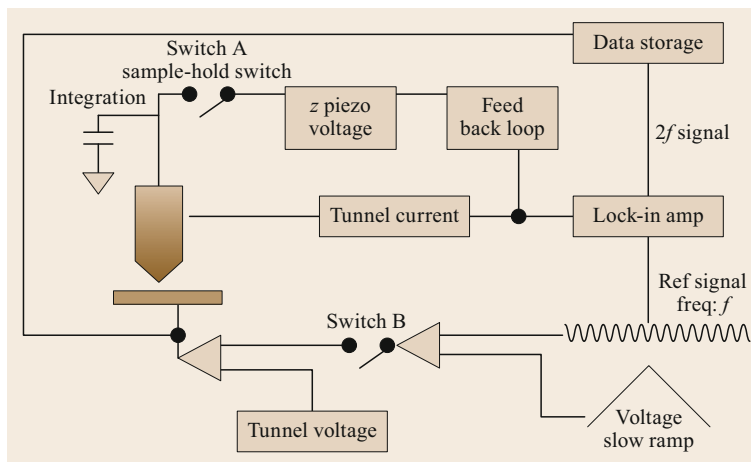 Switch A
sample-hold switch
Integration
z piezo
voltage
Feed
back loop
Data storage
2f signal
Tunnel current
Lock-in amp
Ref signal
freq: f
Switch B
Tunnel voltage
Voltage
slow ramp